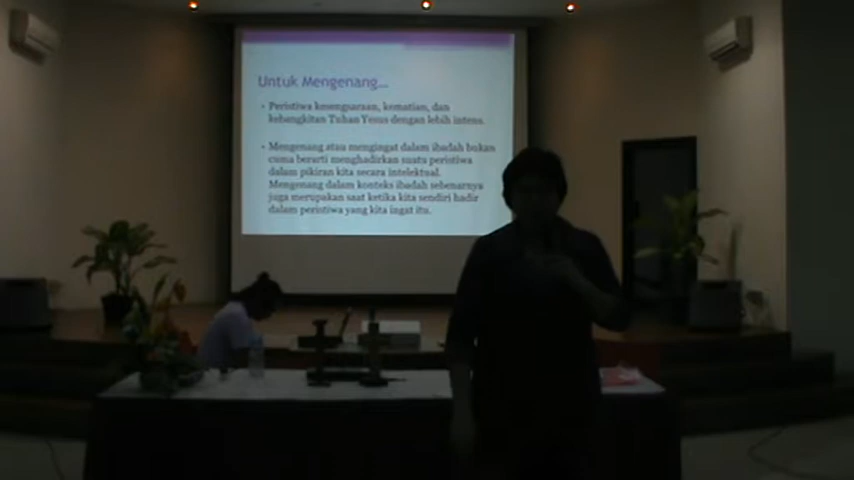 Untuk Mengenang...
• Peristiwa kesengsaraan, kematian, dan
kebangkitan Tuhan Yesus dengan lebih intens.
• Mengenang atau mengingat dalam ibadah bukan
cuma berarti menghadirkan suatu peristiwa
dalam pikiran kita secara intelektual.
Mengenang dalam konteks ibadah sebenarnya
juga merupakan saat ketika kita sendiri hadir
dalam peristiwa yang kita ingat itu.